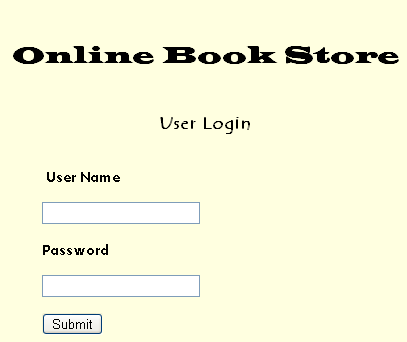 Online Book Store
User Login
User Name
Password
Submit